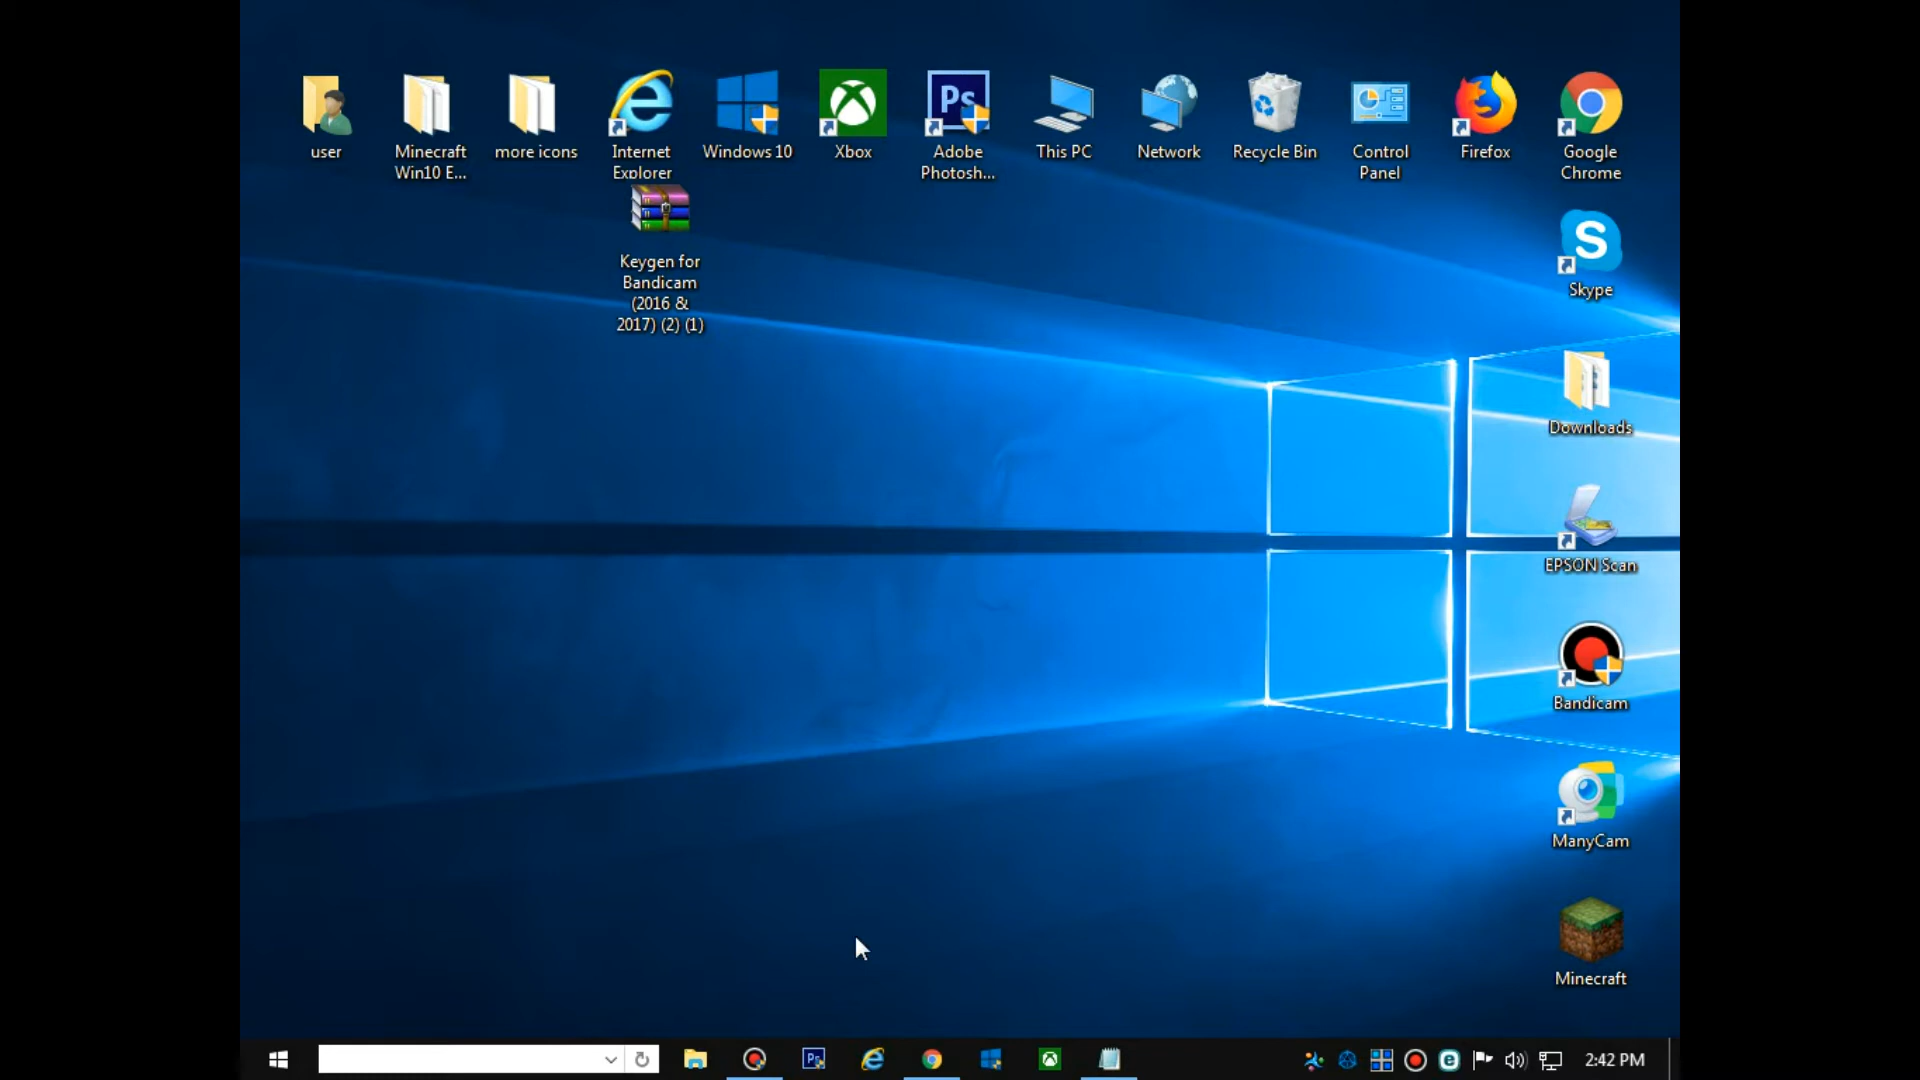 user
Minecraft
Win10 E...
more icons
Internet
Explorer
Windows 10
Xbox
Ps
Adobe
Photosh...
This PC
Network
Recycle Bin
Control
Panel
Firefox
Google
Chrome
Keygen for
Bandicam
(2016 &
2017) (2) (1)
S
Skype
Downloads
EPSON Scan
Bandicam
ManyCam
Minecraft
Ps
2:42 PM